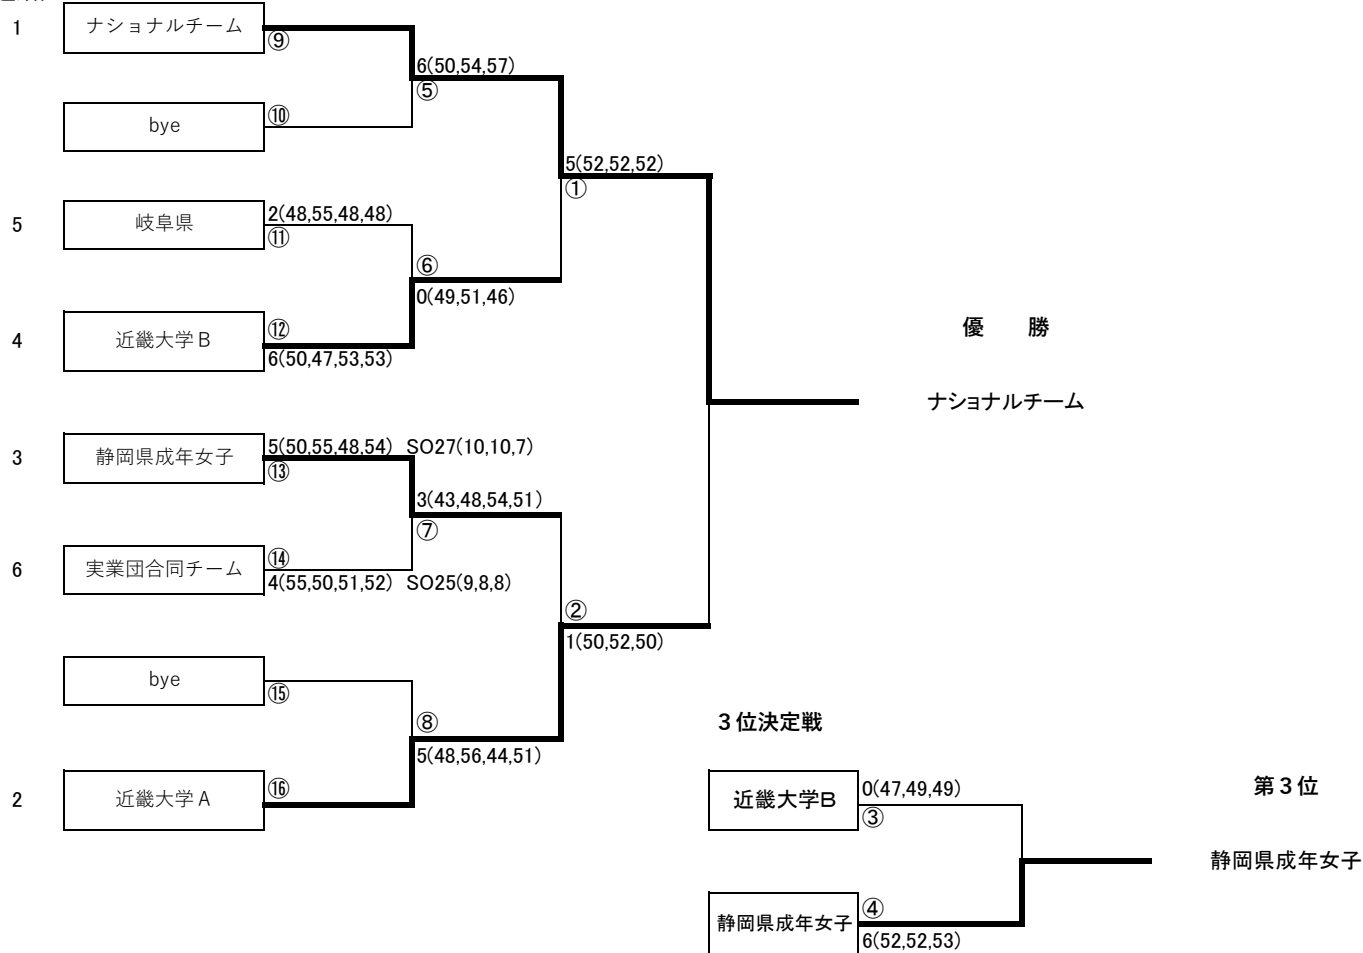 1 ナショナルチーム
⑨
6(50,54,57)
⑤
bye ⑩
5(52,52,52)
①
5 岐阜県 2(48,55,48,48)
⑪
⑥
0(49,51,46)
4 近畿大学B ⑫
6(50,47,53,53)
優 勝
ナショナルチーム
3 静岡県成年女子 5(50,55,48,54) SO27(10,10,7)
⑬
3(43,48,54,51)
⑦
6 実業団合同チーム ⑭
4(55,50,51,52) SO25(9,8,8)
②
1(50,52,50)
bye
⑮
⑧
5(48,56,44,51)
2 近畿大学A ⑯
3位決定戦
近畿大学B 0(47,49,49)
③
第3位
静岡県成年女子
静岡県成年女子 ④
6(52,52,53)